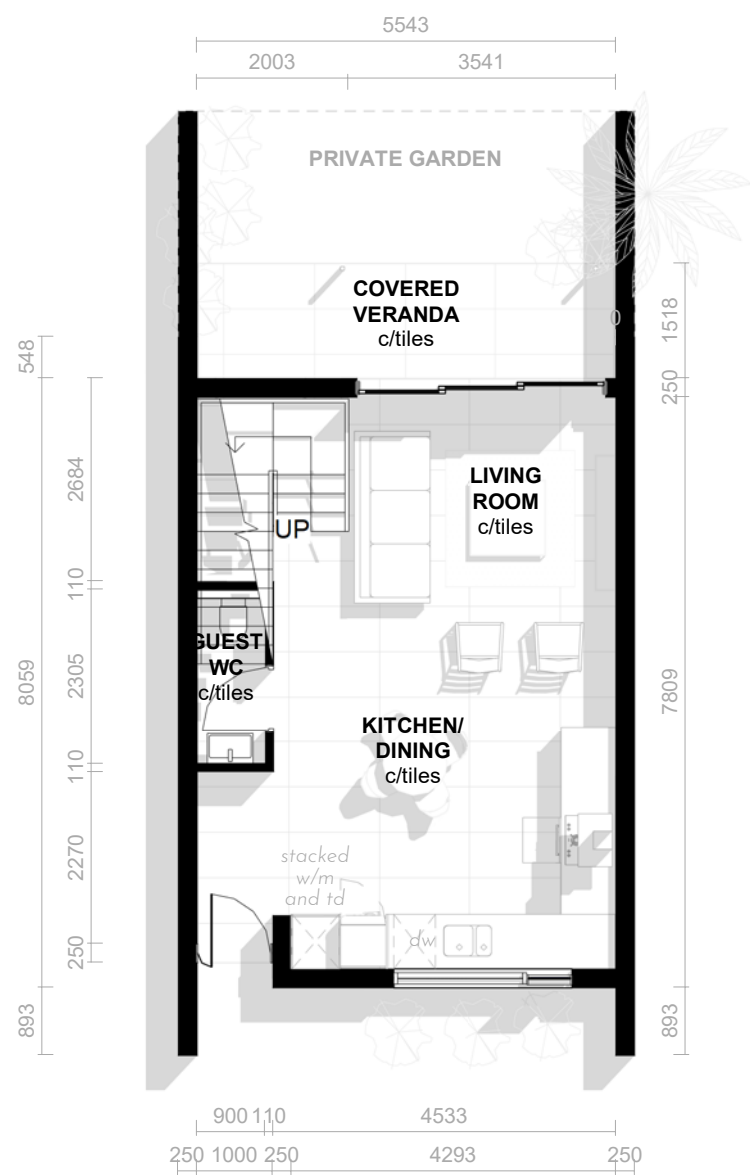 5543
2003 3541
PRIVATE GARDEN
COVERED
VERANDA
c/tiles
0
1518
548
250
2684
LIVING
ROOM
c/tiles
UP
110
GUEST
WC
c/tiles
2305
8059
7809
KITCHEN/
DINING
c/tiles
110
2270
stacked
w/m
and td
dw
250
893
893
900 110 4533
250 1000 250 4293 250